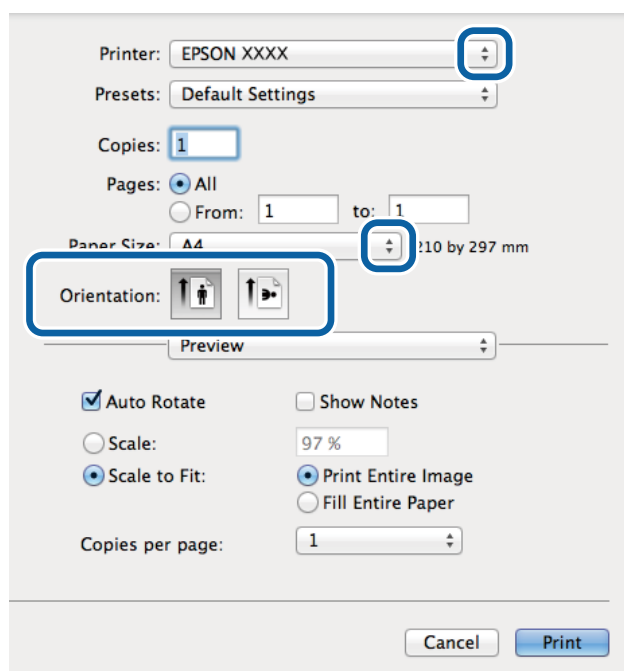 Printer: EPSON XXXX
Presets: Default Settings
Copies: 1
Pages: All
From: 1 to: 1
Paper Size: A4 210 by 297 mm
Orientation:
Preview
Auto Rotate Show Notes
Scale: 97 %
Scale to Fit: Print Entire Image
Fill Entire Paper
Copies per page: 1
Cancel Print